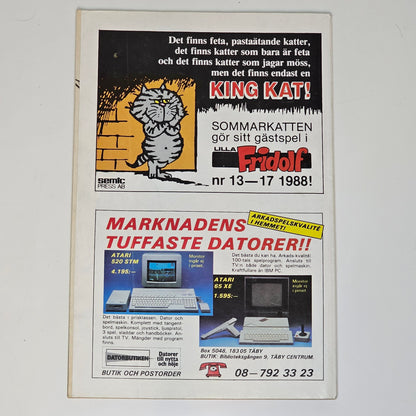 Det finns feta, pastaätande katter,
det finns katter som bara är feta
och det finns katter som jagar möss,
men det finns endast en
KING KAT!
SOMMARKATTEN
gör sitt gästspel i
LILLA
Fridolf
nr 13—17 1988!
semic
PRESS AB
MARKNADENS
TUFFASTE DATORER!!
ARKADSPELSKVALITÉ
I HEMMET!
ATARI
520 STM
4.195:—
Monitor
ingår ej
i priset.
Det bästa i prisklassen. Dator och
spelmaskin. Komplett med tangent-
bord, spelkonsol, joystick, ljuspistol,
3 spel, sladdar och handböcker. An-
sluts till TV. Mängder med program
finns.
ATARI
65 XE
1.595:—
Det bästa du kan ha. Arkads kvalité!
100-tals spelprogram. Ansluts till
TV:n både dator och spelmaskin.
Kraftfullare än IBM PC.
Monitor
ingår ej
i priset.
DATORBUTIKEN
Datorer
till nytta
och nöje
BUTIK OCH POSTORDER
Box 5048, 18305 TÄBY
BUTIK: Biblioteksgången 9, TÄBY CENTRUM.
08—792 33 23